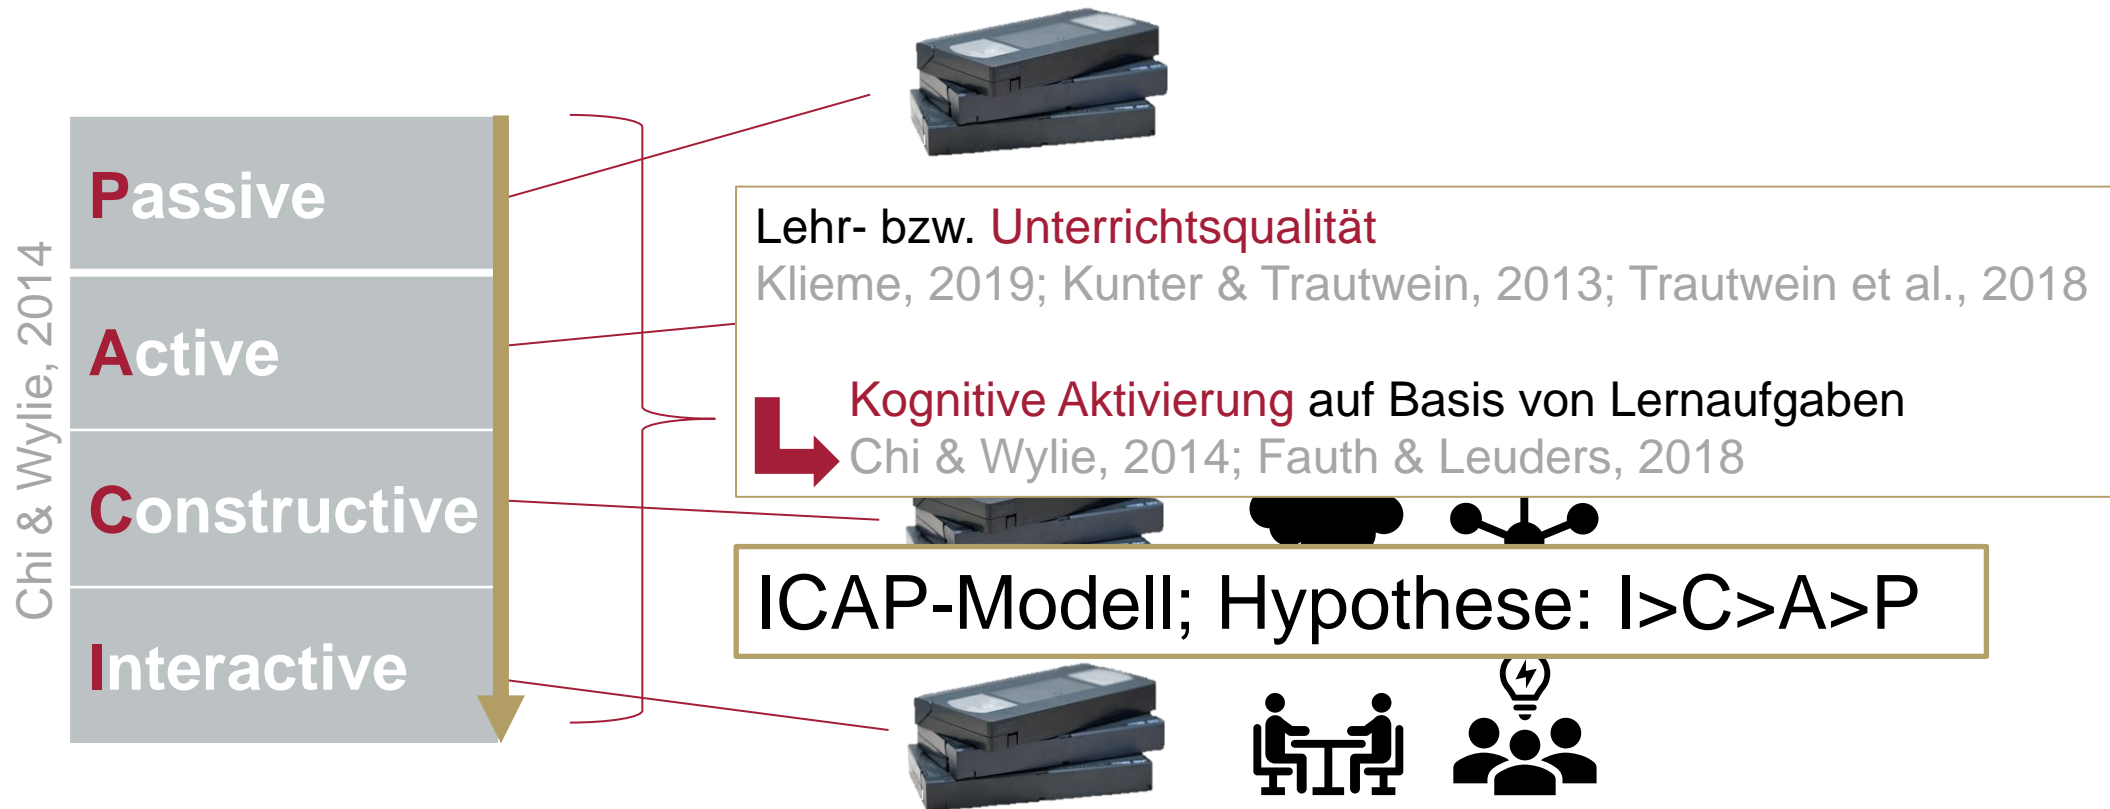 Chi & Wylie, 2014
Passive
Active
Constructive
Interactive
Lehr- bzw. Unterrichtsqualität
Klieme, 2019; Kunter & Trautwein, 2013; Trautwein et al., 2018
Kognitive Aktivierung auf Basis von Lernaufgaben
Chi & Wylie, 2014; Fauth & Leuders, 2018
ICAP-Modell; Hypothese: I>C>A>P